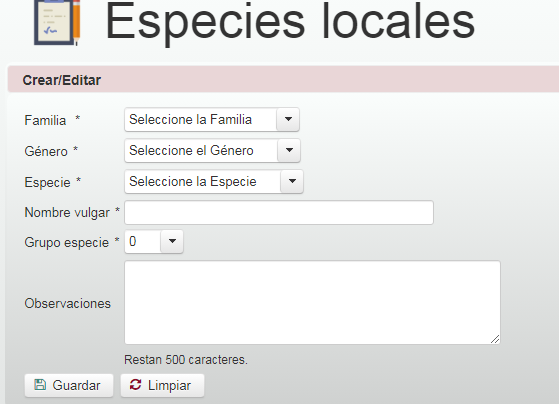 Especies locales
Crear/Editar
Familia * Seleccione la Familia
Género * Seleccione el Género
Especie * Seleccione la Especie
Nombre vulgar *
Grupo especie * 0
Observaciones
Restan 500 caracteres.
Guardar Limpiar